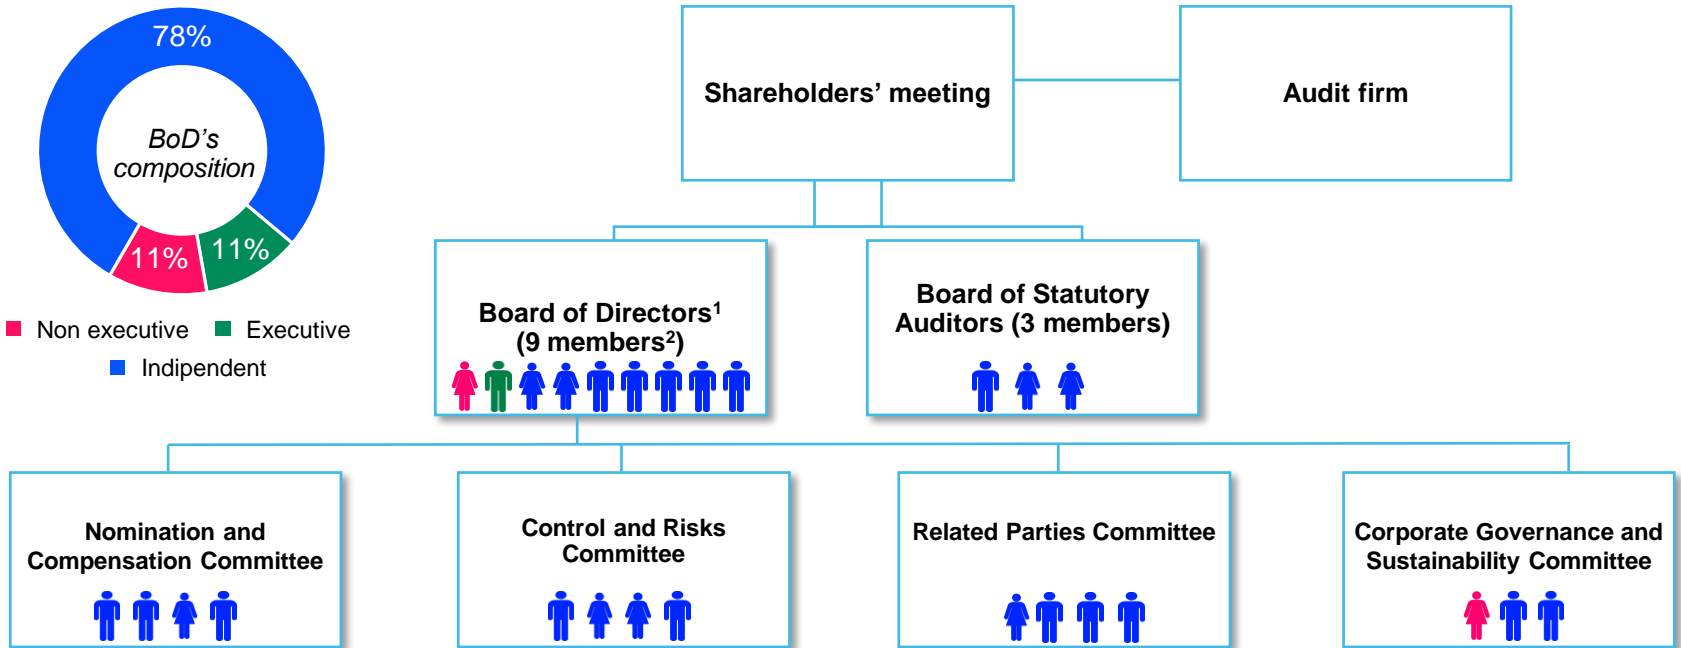 78%
BoD's
composition
11%
11%
Non executive
Executive
Indipendent
Shareholders’ meeting
Audit firm
Board of Directors¹
(9 members²)
Board of Statutory
Auditors (3 members)
Nomination and
Compensation Committee
Control and Risks
Committee
Related Parties Committee
Corporate Governance and
Sustainability Committee